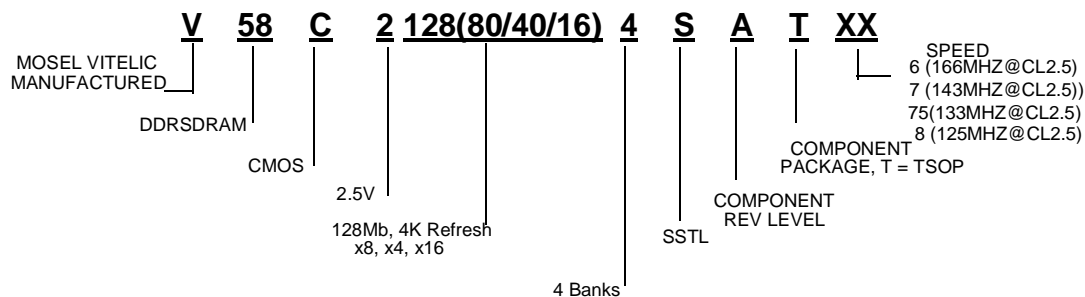 V 58 C 2 128(80/40/16) 4 S A T XX
MOSEL VITELIC
MANUFACTURED
DDRSDRAM
CMOS
2.5V
128Mb, 4K Refresh
x8, x4, x16
4 Banks
SSTL
COMPONENT
REV LEVEL
COMPONENT
PACKAGE, T = TSOP
SPEED
6 (166MHZ@CL2.5)
7 (143MHZ@CL2.5))
75(133MHZ@CL2.5)
8 (125MHZ@CL2.5)